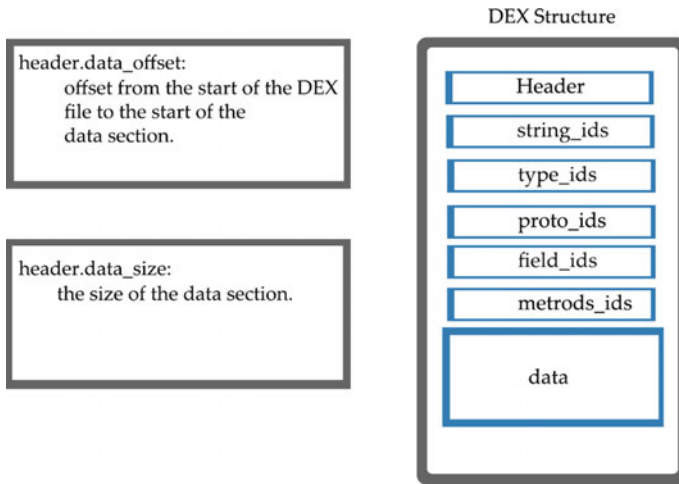 header.data_offset:
offset from the start of the DEX
file to the start of the
data section.
header.data_size:
the size of the data section.
DEX Structure
Header
string_ids
type_ids
proto_ids
field_ids
metrods_ids
data